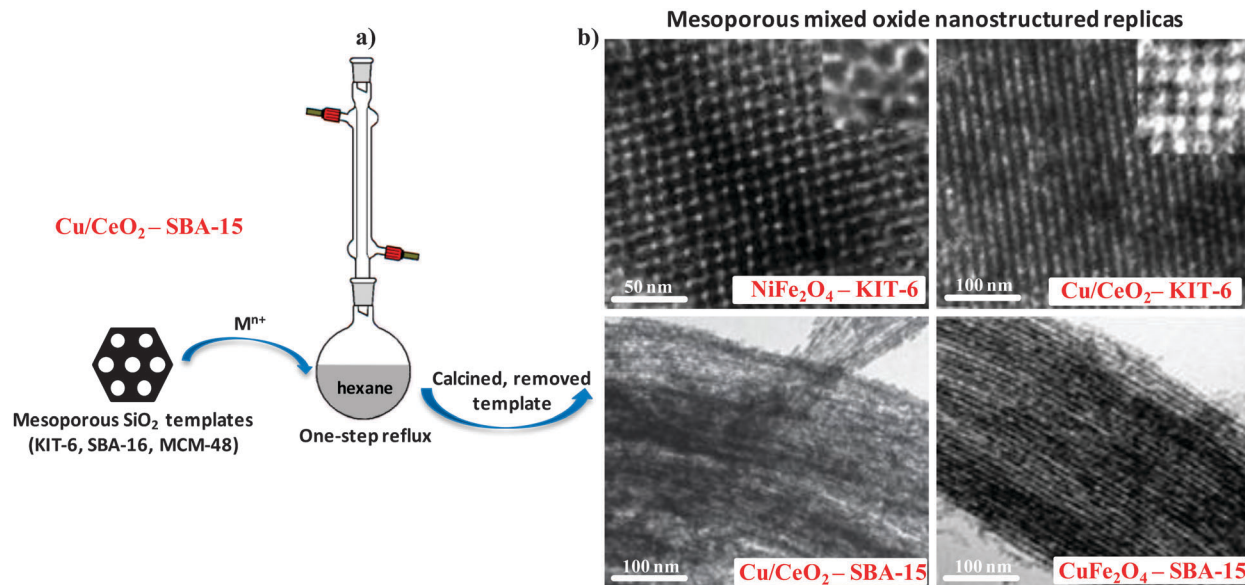 Mesoporous mixed oxide nanostructured replicas
a)
b)
Cu/CeO₂ – SBA-15
Mⁿ⁺
hexane
Mesoporous SiO₂ templates
(KIT-6, SBA-16, MCM-48)
One-step reflux
Calcined, removed
template
50 nm
NiFe₂O₄ – KIT-6
100 nm
Cu/CeO₂– KIT-6
100 nm
Cu/CeO₂ – SBA-15
100 nm
CuFe₂O₄ – SBA-15